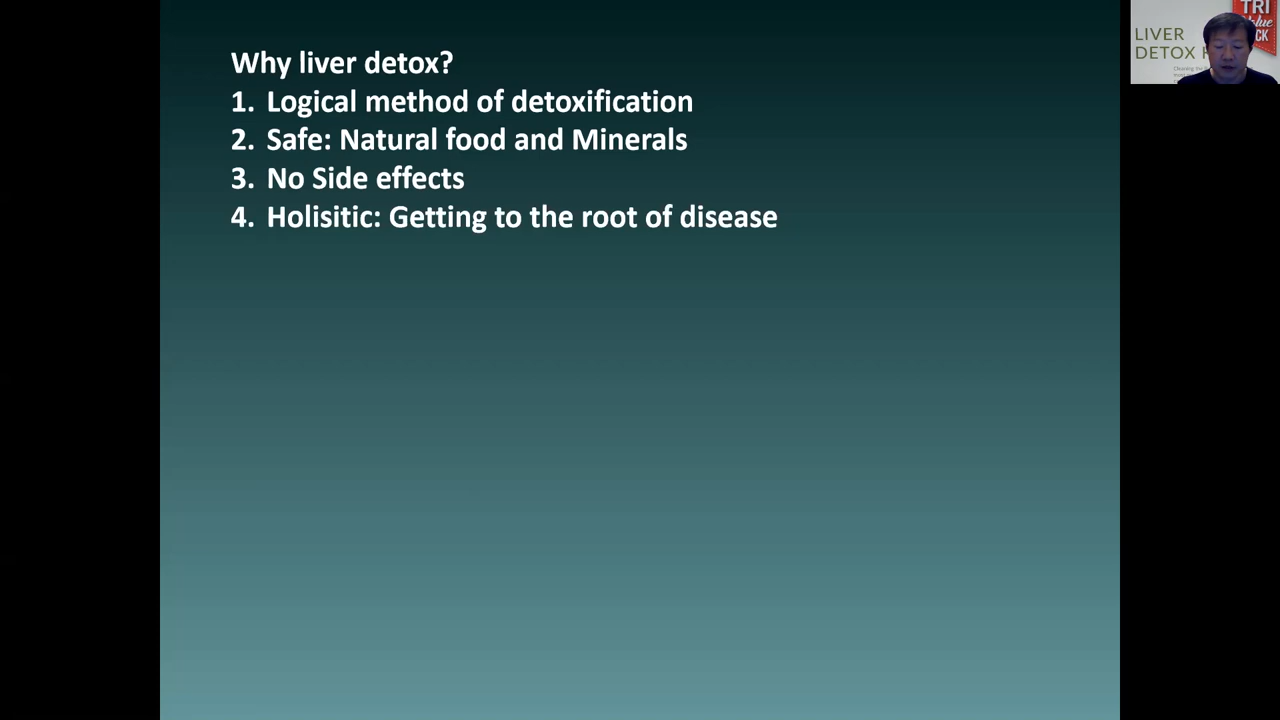 Why liver detox?
1. Logical method of detoxification
2. Safe: Natural food and Minerals
3. No Side effects
4. Holisitic: Getting to the root of disease
TRI
LIVER
DETOX